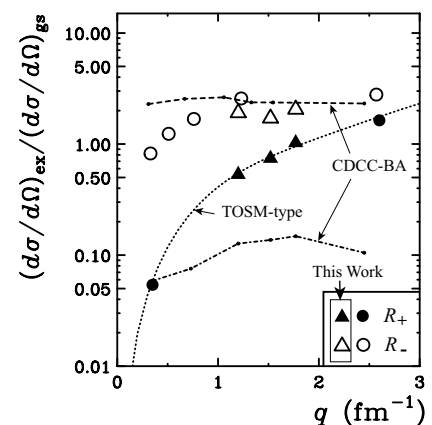 (dσ/dΩ)ex/(dσ/dΩ)gs
10.00
5.00
1.00
0.50
0.10
0.05
0.01
CDCC-BA
TOSM-type
This Work
R+
R-
0 1 2 3
q (fm⁻¹)